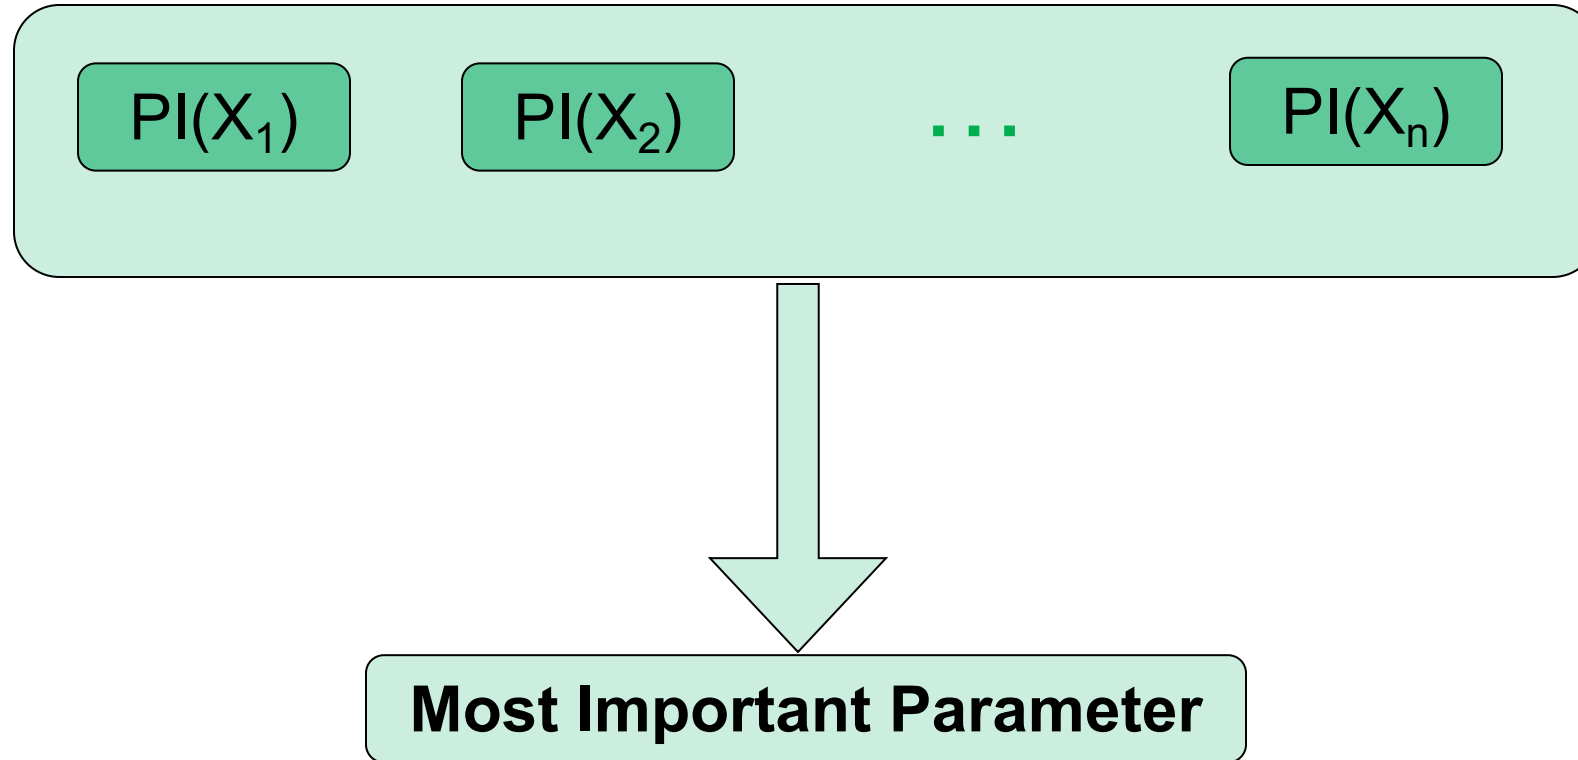 PI(X₁) PI(X₂) ... PI(Xₙ)
Most Important Parameter